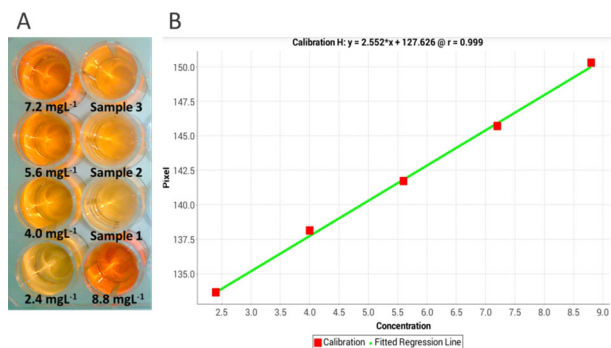 A
7.2 mgL⁻¹ Sample 3
5.6 mgL⁻¹ Sample 2
4.0 mgL⁻¹ Sample 1
2.4 mgL⁻¹ 8.8 mgL⁻¹
B
Calibration H: y = 2.552*x + 127.626 @ r = 0.999
150.0
147.5
145.0
142.5
140.0
137.5
135.0
Pixel
2.5 3.0 3.5 4.0 4.5 5.0 5.5 6.0 6.5 7.0 7.5 8.0 8.5 9.0
Concentration
Calibration Fitted Regression Line